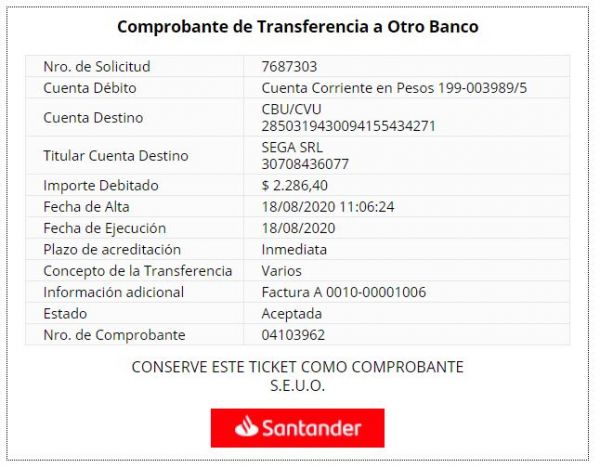 Comprobante de Transferencia a Otro Banco
Nro. de Solicitud 7687303
Cuenta Débito Cuenta Corriente en Pesos 199-003989/5
Cuenta Destino CBU/CVU
2850319430094155434271
Titular Cuenta Destino SEGA SRL
30708436077
Importe Debitado $ 2.286,40
Fecha de Alta 18/08/2020 11:06:24
Fecha de Ejecución 18/08/2020
Plazo de acreditación Inmediata
Concepto de la Transferencia Varios
Información adicional Factura A 0010-00001006
Estado Aceptada
Nro. de Comprobante 04103962
CONSERVE ESTE TICKET COMO COMPROBANTE
S.E.U.O.
Santander